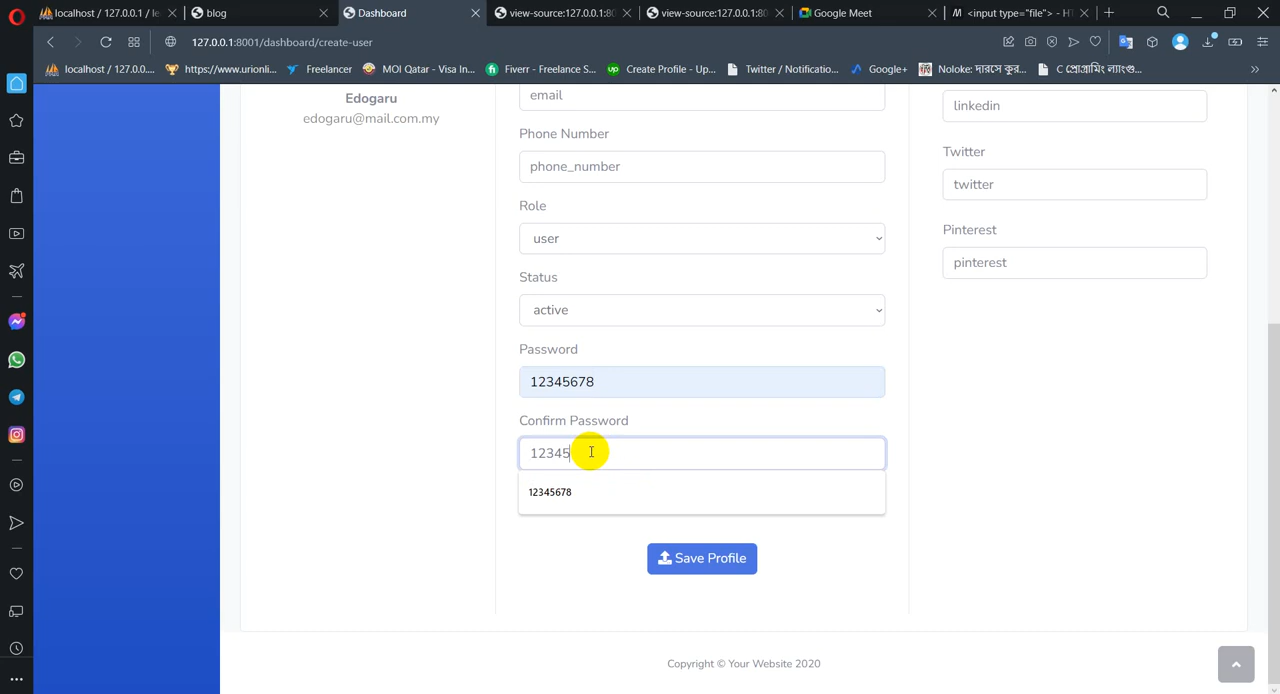 localhost / 127.0.0.1 / le
blog
Dashboard
view-source:127.0.0.1:80
view-source:127.0.0.1:80
Google Meet
<input type="file"> - HT
127.0.0.1:8001/dashboard/create-user
localhost / 127.0.0....
https://www.urionli...
Freelancer
MOI Qatar - Visa In...
Fiverr - Freelance S...
Create Profile - Up...
Twitter / Notificatio...
Google+
Noloke: দারসে কুর...
C প্রোগ্রামিং ল্যাংগু...
Edogaru
edogaru@mail.com.my
email
Phone Number
phone_number
Role
user
Status
active
Password
12345678
Confirm Password
12345
12345678
Save Profile
linkedin
Twitter
twitter
Pinterest
pinterest
Copyright © Your Website 2020